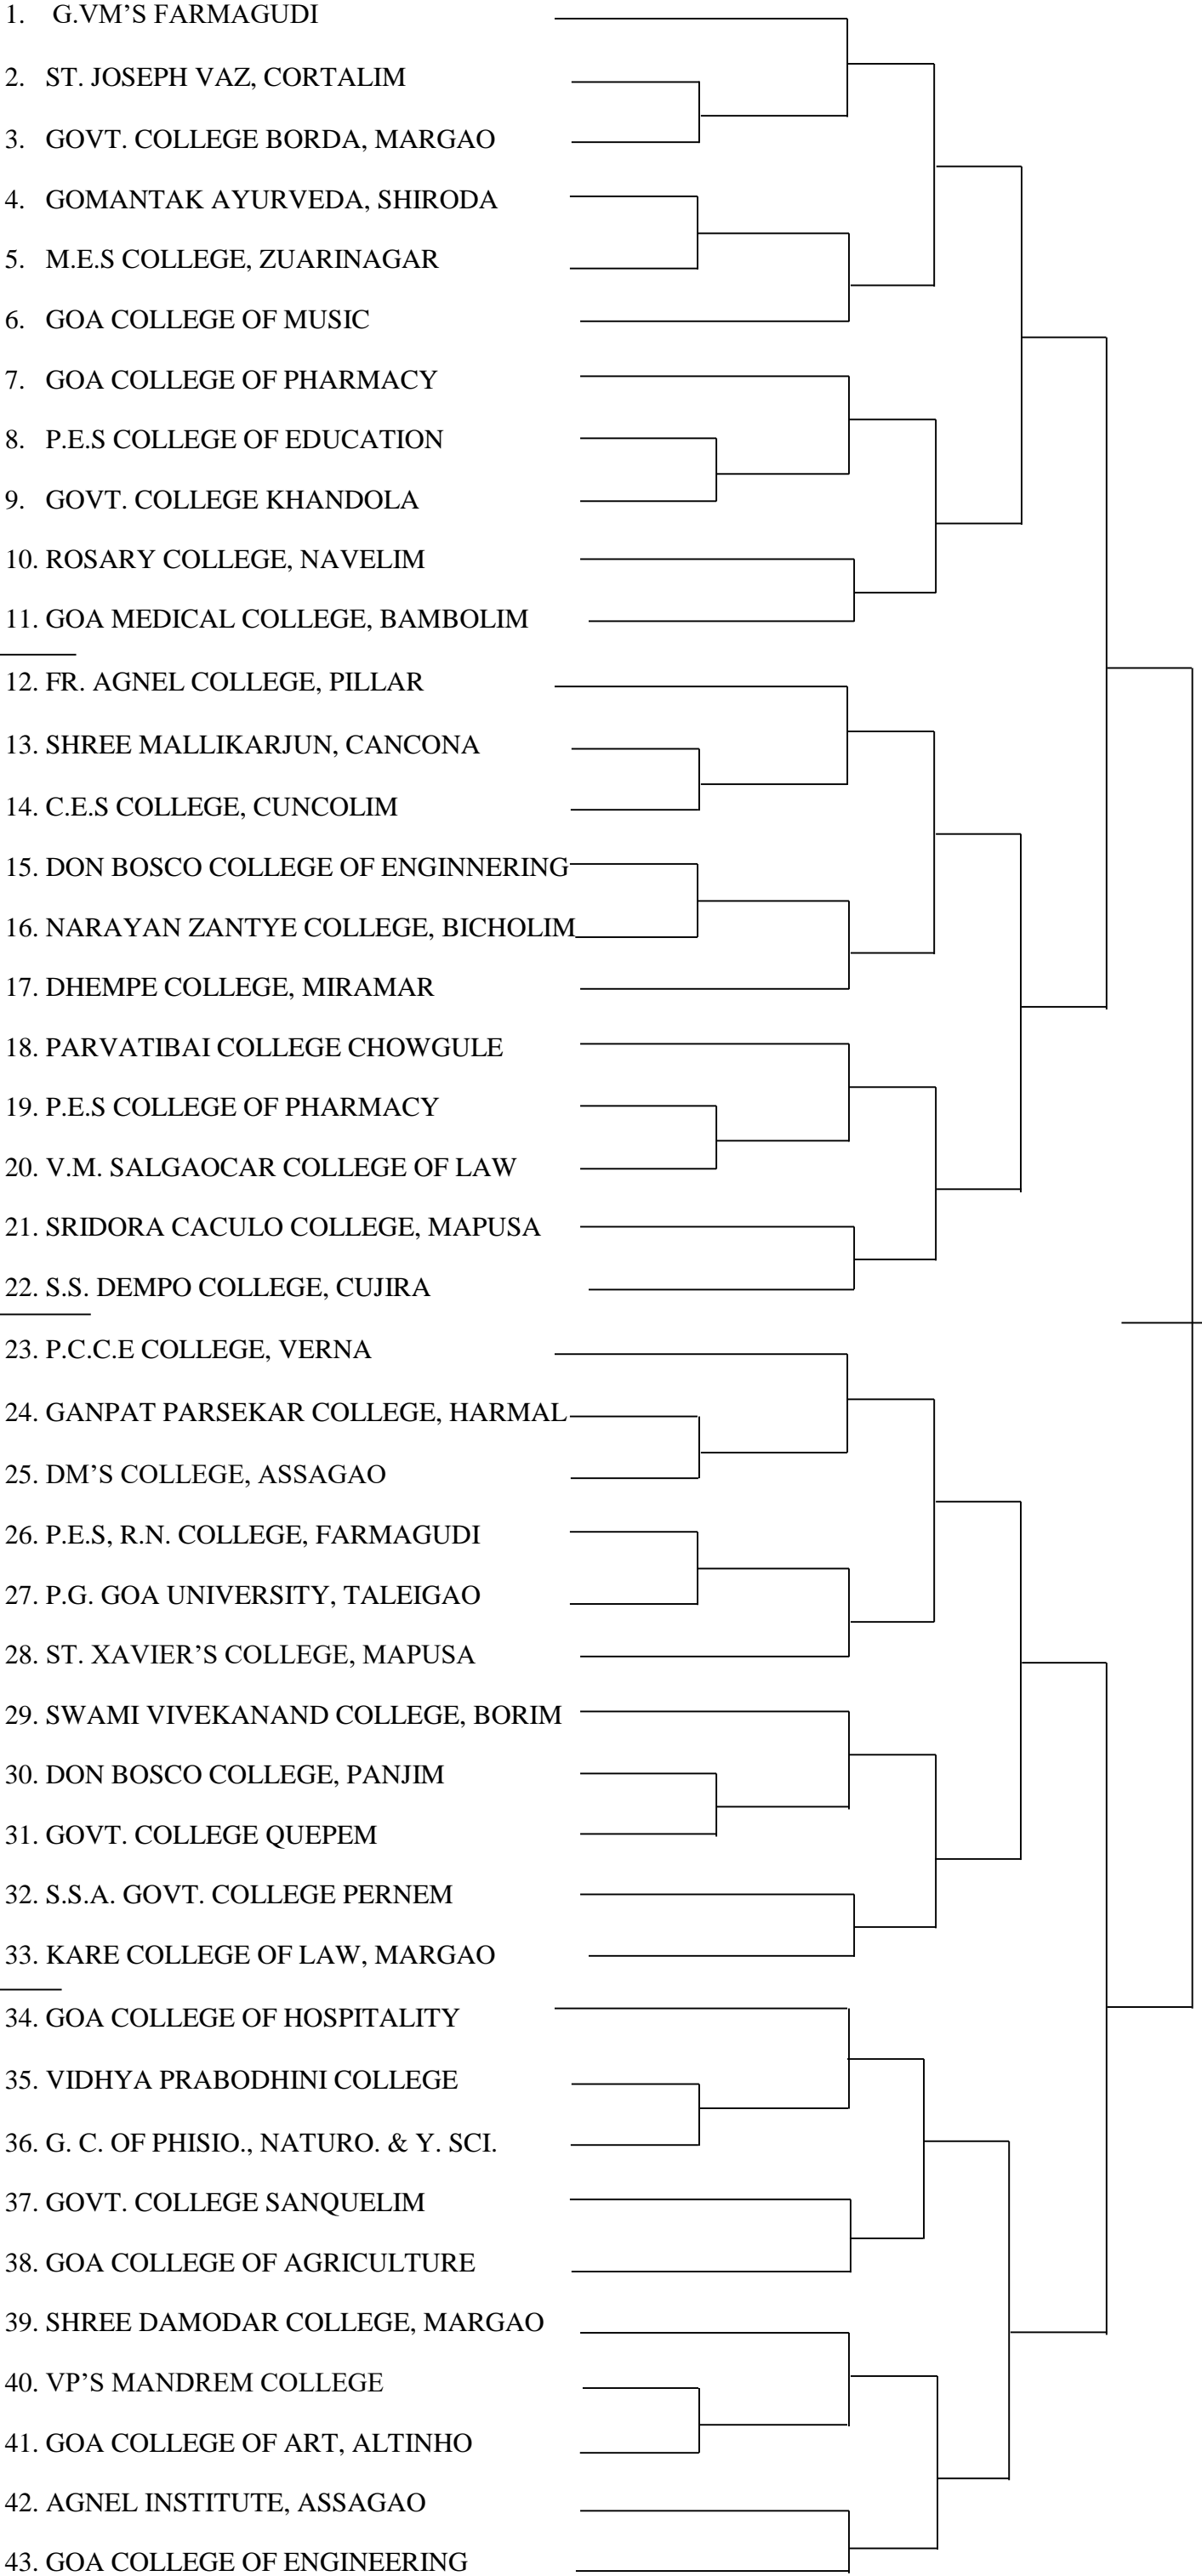 1. G.VM'S FARMAGUDI
2. ST. JOSEPH VAZ, CORTALIM
3. GOVT. COLLEGE BORDA, MARGAO
4. GOMANTAK AYURVEDA, SHIRODA
5. M.E.S COLLEGE, ZUARINAGAR
6. GOA COLLEGE OF MUSIC
7. GOA COLLEGE OF PHARMACY
8. P.E.S COLLEGE OF EDUCATION
9. GOVT. COLLEGE KHANDOLA
10. ROSARY COLLEGE, NAVELIM
11. GOA MEDICAL COLLEGE, BAMBOLIM
12. FR. AGNEL COLLEGE, PILLAR
13. SHREE MALLIKARJUN, CANCONA
14. C.E.S COLLEGE, CUNCOLIM
15. DON BOSCO COLLEGE OF ENGINNERING
16. NARAYAN ZANTYE COLLEGE, BICHOLIM
17. DHEMPE COLLEGE, MIRAMAR
18. PARVATIBAI COLLEGE CHOWGULE
19. P.E.S COLLEGE OF PHARMACY
20. V.M. SALGAOCAR COLLEGE OF LAW
21. SRIDORA CACULO COLLEGE, MAPUSA
22. S.S. DEMPO COLLEGE, CUJIRA
23. P.C.C.E COLLEGE, VERNA
24. GANPAT PARSEKAR COLLEGE, HARMAL
25. DM'S COLLEGE, ASSAGAO
26. P.E.S, R.N. COLLEGE, FARMAGUDI
27. P.G. GOA UNIVERSITY, TALEIGAO
28. ST. XAVIER'S COLLEGE, MAPUSA
29. SWAMI VIVEKANAND COLLEGE, BORIM
30. DON BOSCO COLLEGE, PANJIM
31. GOVT. COLLEGE QUEPEM
32. S.S.A. GOVT. COLLEGE PERNEM
33. KARE COLLEGE OF LAW, MARGAO
34. GOA COLLEGE OF HOSPITALITY
35. VIDHYA PRABODHINI COLLEGE
36. G. C. OF PHISIO., NATURO. & Y. SCI.
37. GOVT. COLLEGE SANQUELIM
38. GOA COLLEGE OF AGRICULTURE
39. SHREE DAMODAR COLLEGE, MARGAO
40. VP'S MANDREM COLLEGE
41. GOA COLLEGE OF ART, ALTINHO
42. AGNEL INSTITUTE, ASSAGAO
43. GOA COLLEGE OF ENGINEERING